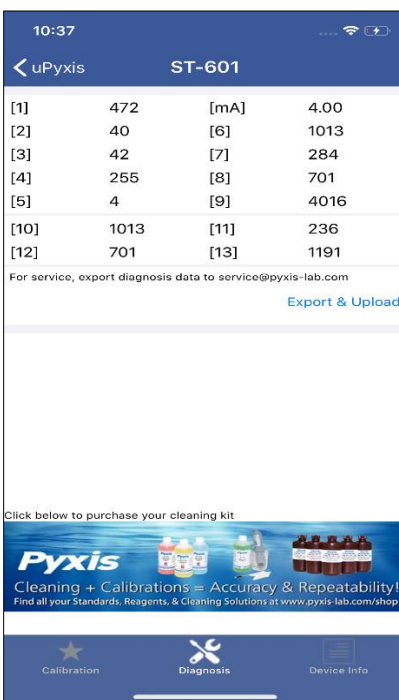 10:37
uPyxis ST-601
[1] 472 [mA] 4.00
[2] 40 [6] 1013
[3] 42 [7] 284
[4] 255 [8] 701
[5] 4 [9] 4016
[10] 1013 [11] 236
[12] 701 [13] 1191
For service, export diagnosis data to service@pyxis-lab.com
Export & Upload
Click below to purchase your cleaning kit
Pyxis
Cleaning + Calibrations = Accuracy & Repeatability!
Find all your Standards, Reagents, & Cleaning Solutions at www.pyxis-lab.com/shop
Calibration Diagnosis Device Info